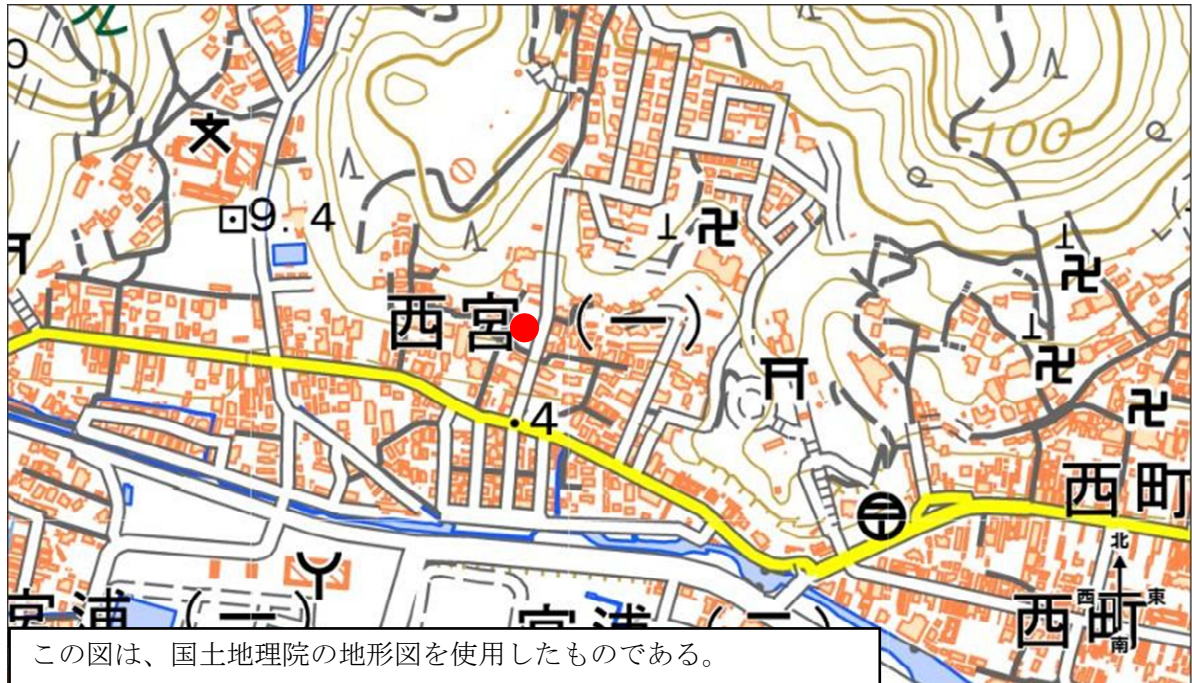 0
100
9.4
西宮（一）
4
西町
北
西 東
南
宮浦（一）
宮浦（二）
西町
この図は、国土地理院の地形図を使用したものである。